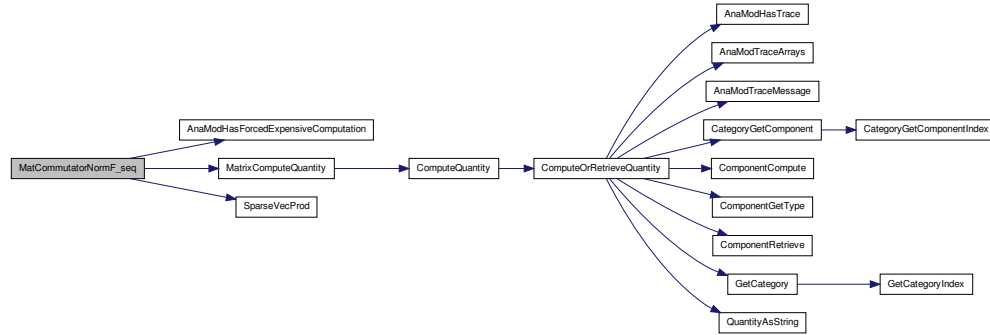 AnaModHasTrace
AnaModTraceArrays
AnaModTraceMessage
AnaModHasForcedExpensiveComputation
CategoryGetComponent
CategoryGetComponentIndex
MatCommutatorNormF_seq
MatrixComputeQuantity
ComputeQuantity
ComputeOrRetrieveQuantity
ComponentCompute
SparseVecProd
ComponentGetType
ComponentRetrieve
GetCategory
GetCategoryIndex
QuantityAsString